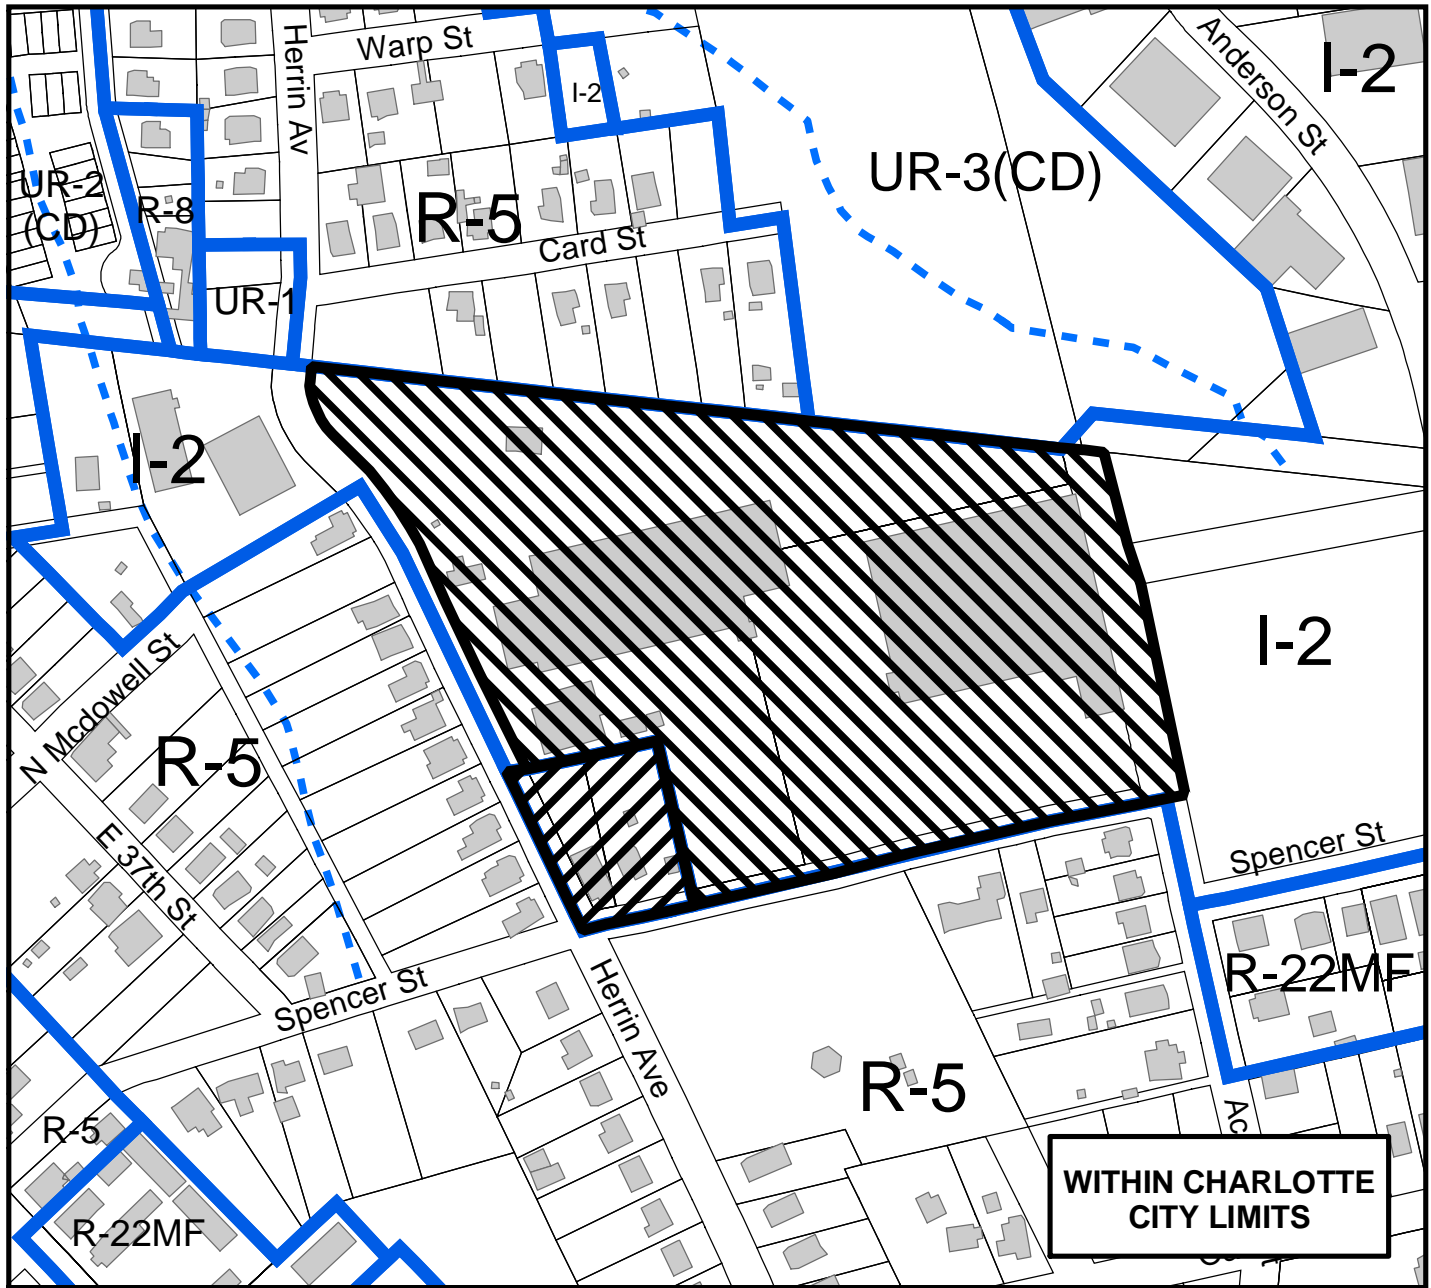 Warp St
Herrin Av
Anderson St
I-2
I-2
UR-3(CD)
UR-2
(CD)
R-8
R-5
Card St
UR-1
I-2
I-2
N Mcdowell St
R-5
E 37th St
Spencer St
Spencer St
R-22MF
Herrin Ave
R-5
R-5
R-22MF
Ac
WITHIN CHARLOTTE
CITY LIMITS